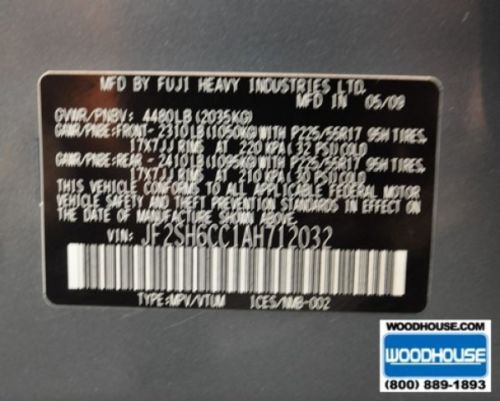 MFD BY FUJI HEAVY INDUSTRIES LTD.
MFD IN 05/09
GVWR/PNBV: 4480LB(2035KG)
GAWR/PNBE:FRONT-2310LB(1050KG)WITH P225/55R17 95H TIRES.
17X7JJ RIMS AT 220 KPA(32 PSI)COLD
GAWR/PNBE:REAR -2410LB(1095KG)WITH P225/55R17 95H TIRES.
17X7JJ RIMS AT 210 KPA(30 PSI)COLD
THIS VEHICLE CONFORMS TO ALL APPLICABLE FEDERAL MOTOR
VEHICLE SAFETY AND BUMPER STANDARDS IN EFFECT ON THE
DATE OF MANUFACTURE SHOWN ABOVE.
VIN: JF2SH6CC1AH712032
TYPE:MPV/VTUM ICES/NMB-002
WOODHOUSE.COM
WOODHOUSE
(800) 889-1893